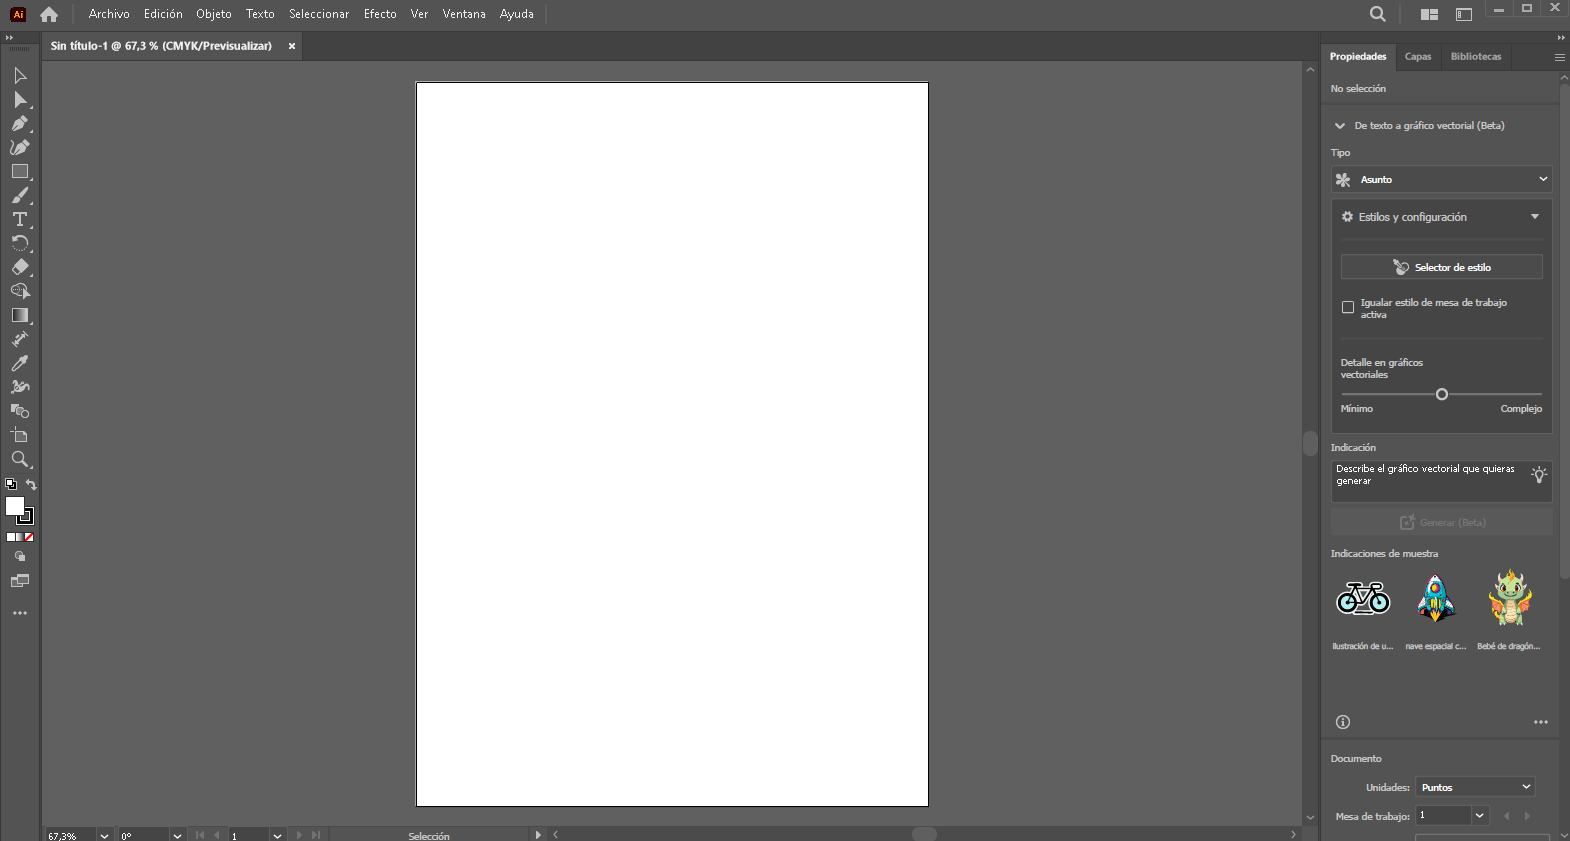 Ai
Archivo Edición Objeto Texto Seleccionar Efecto Ver Ventana Ayuda
Sin título-1 @ 67,3 % (CMYK/Previsualizar) ×
Propiedades Capas Bibliotecas
No selección
De texto a gráfico vectorial (Beta)
Tipo
Asunto
Estilos y configuración
Selector de estilo
Igualar estilo de mesa de trabajo
activa
Detalle en gráficos
vectoriales
Mínimo Complejo
Indicación
Describe el gráfico vectorial que quieras
generar
Generar (Beta)
Indicaciones de muestra
Ilustración de u... nave espacial c... Bebé de dragón...
Documento
Unidades: Puntos
Mesa de trabajo: 1
67,3% 0° 1 Selección